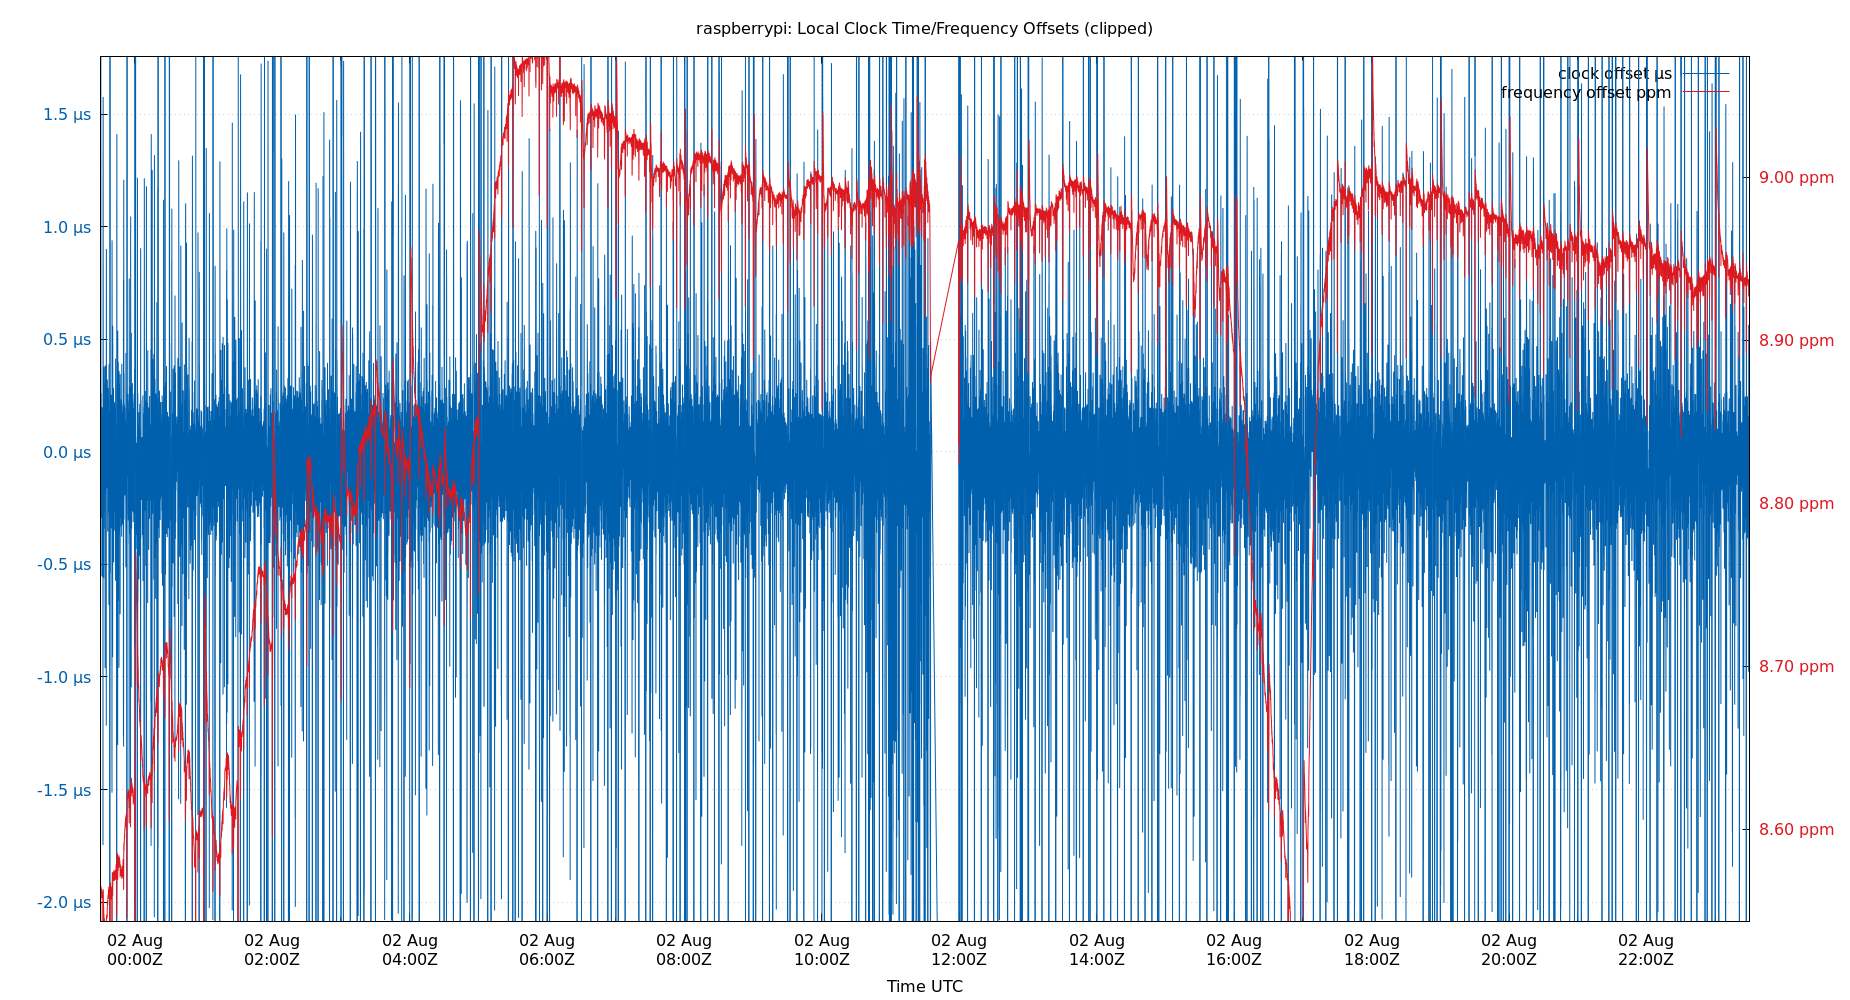 raspberrypi: Local Clock Time/Frequency Offsets (clipped)
clock offset µs
frequency offset ppm
1.5 µs
1.0 µs
0.5 µs
0.0 µs
-0.5 µs
-1.0 µs
-1.5 µs
-2.0 µs
9.00 ppm
8.90 ppm
8.80 ppm
8.70 ppm
8.60 ppm
02 Aug 02 Aug 02 Aug 02 Aug 02 Aug 02 Aug 02 Aug 02 Aug 02 Aug 02 Aug 02 Aug 02 Aug
00:00Z 02:00Z 04:00Z 06:00Z 08:00Z 10:00Z 12:00Z 14:00Z 16:00Z 18:00Z 20:00Z 22:00Z
Time UTC